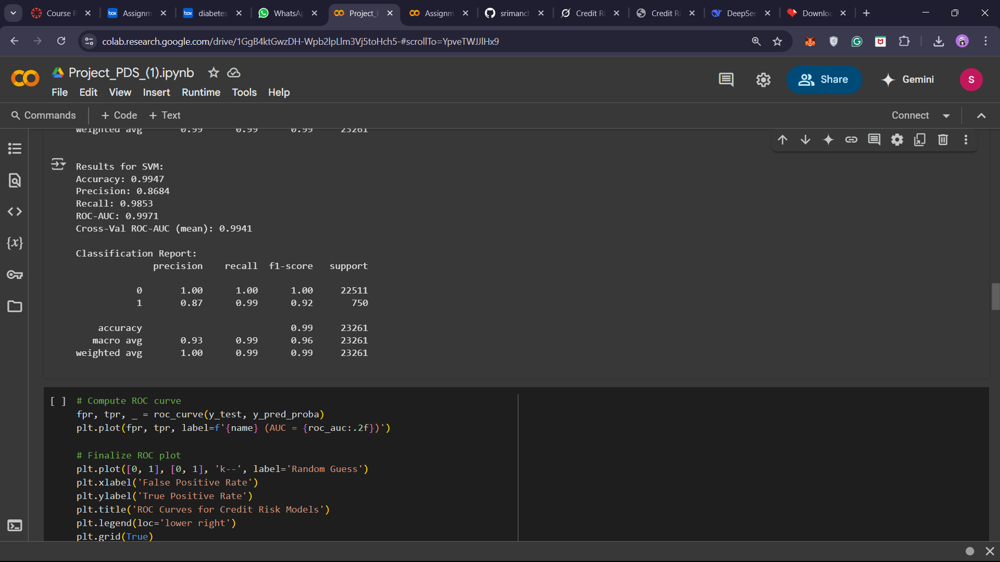 Course R
Assignm
diabetes
WhatsAp
Project_P
Assignm
srimanch
Credit Ri
Credit Ri
DeepSee
Downloa
colab.research.google.com/drive/1GgB4ktGwzDH-Wpb2lpLlm3Vj5toHch5-#scrollTo=YpveTWJJlHx9
Project_PDS_(1).ipynb
Share
Gemini
S
File Edit View Insert Runtime Tools Help
Commands + Code + Text
Connect
weighted avg 0.99 0.99 0.99 23261
Results for SVM:
Accuracy: 0.9947
Precision: 0.8684
Recall: 0.9853
ROC-AUC: 0.9971
Cross-Val ROC-AUC (mean): 0.9941
Classification Report:
precision recall f1-score support
0 1.00 1.00 1.00 22511
1 0.87 0.99 0.92 750
accuracy 0.99 23261
macro avg 0.93 0.99 0.96 23261
weighted avg 1.00 0.99 0.99 23261
[ ] # Compute ROC curve
fpr, tpr, _ = roc_curve(y_test, y_pred_proba)
plt.plot(fpr, tpr, label=f'{name} (AUC = {roc_auc:.2f})')
# Finalize ROC plot
plt.plot([0, 1], [0, 1], 'k--', label='Random Guess')
plt.xlabel('False Positive Rate')
plt.ylabel('True Positive Rate')
plt.title('ROC Curves for Credit Risk Models')
plt.legend(loc='lower right')
plt.grid(True)